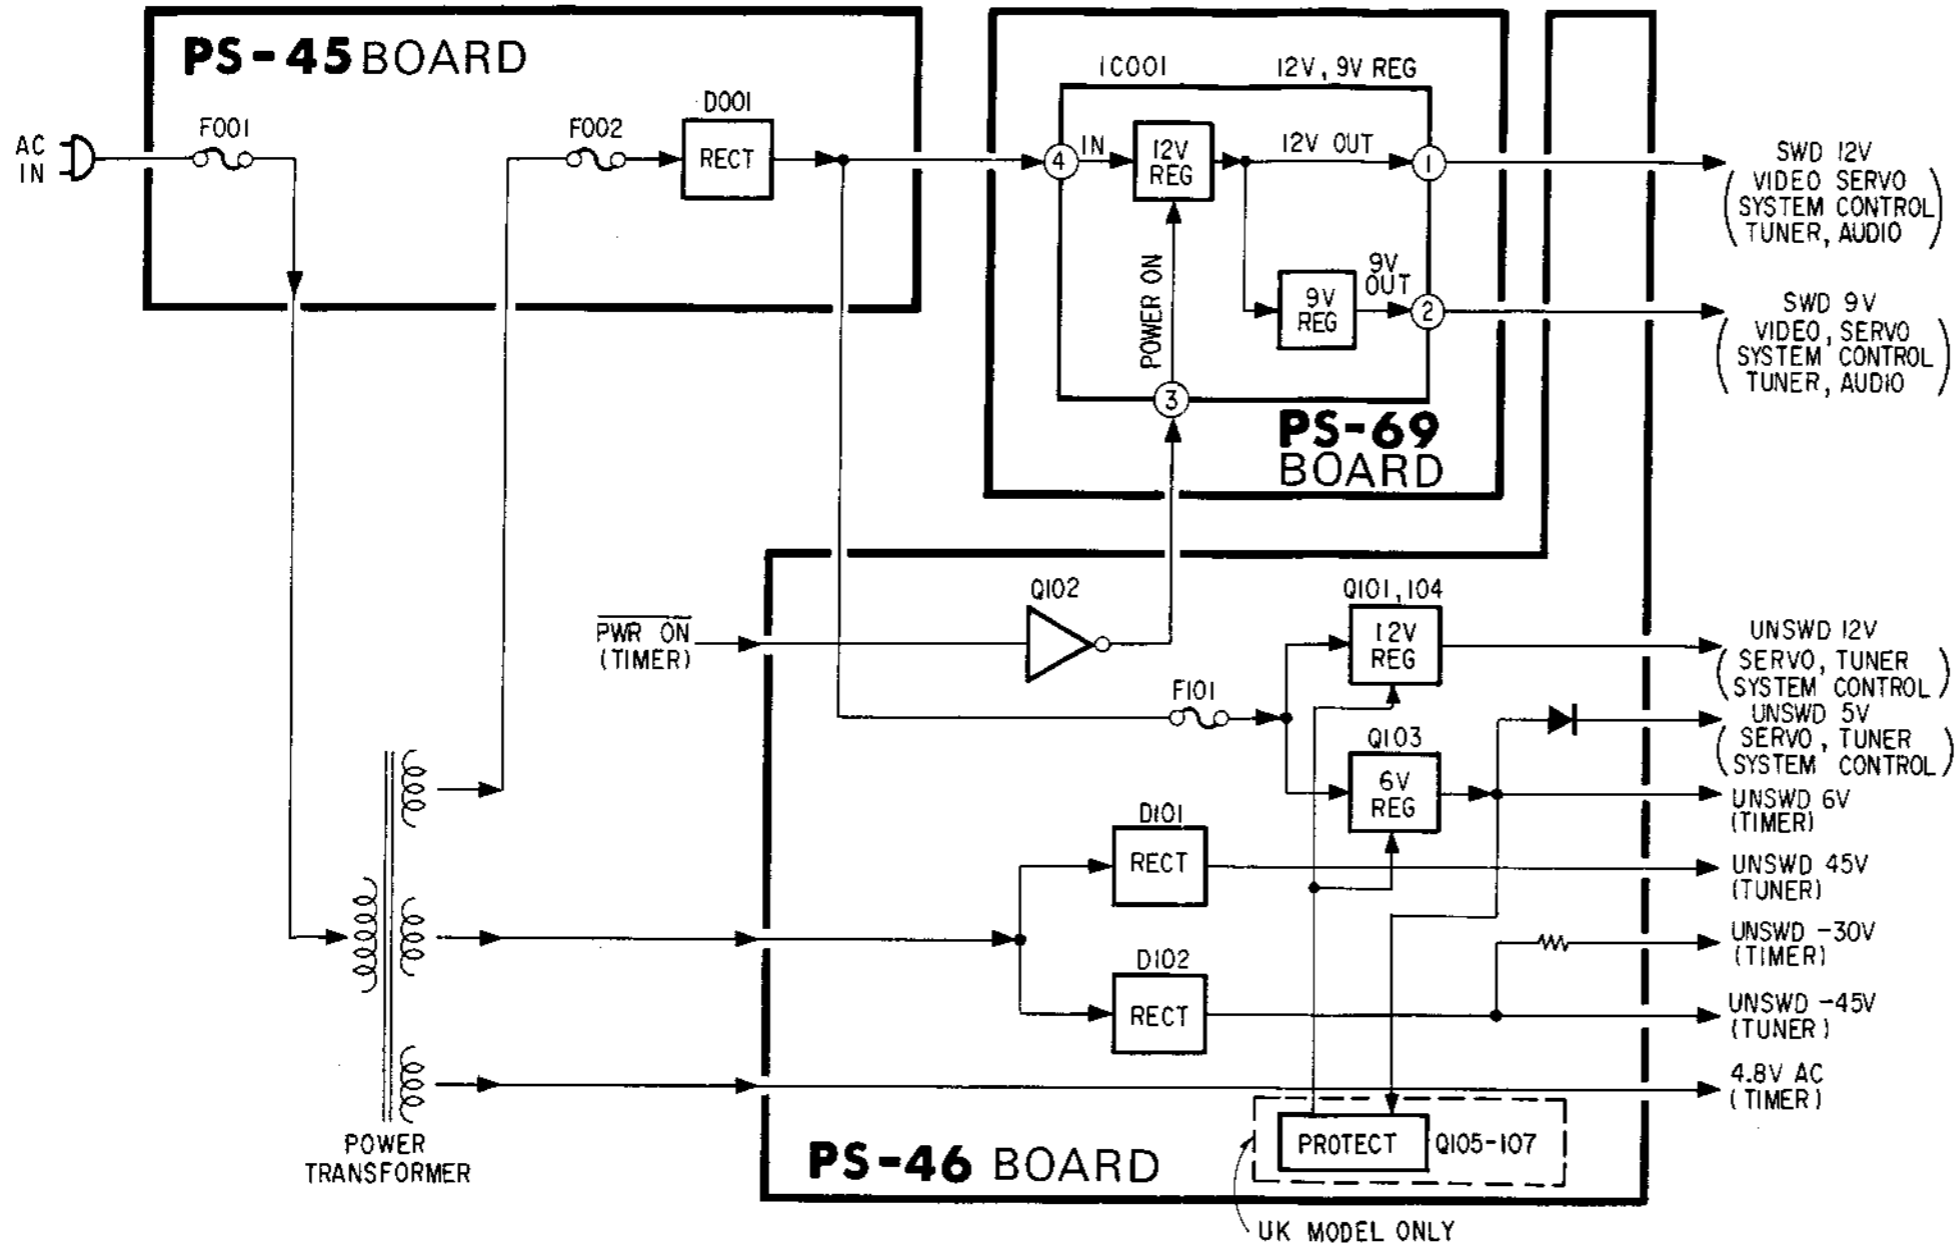 PS-45 BOARD
AC
IN
F001
F002
D001
RECT
IC001
12V, 9V REG
4
IN
12V
REG
12V OUT
1
POWER ON
9V
REG
9V
OUT
2
3
PS-69
BOARD
SWD 12V
VIDEO SERVO
SYSTEM CONTROL
TUNER, AUDIO
SWD 9V
VIDEO, SERVO
SYSTEM CONTROL
TUNER, AUDIO
PWR ON
(TIMER)
Q102
Q101,104
12V
REG
F101
Q103
6V
REG
UNSWD 12V
(SERVO, TUNER
SYSTEM CONTROL)
UNSWD 5V
(SERVO, TUNER
SYSTEM CONTROL)
UNSWD 6V
(TIMER)
D101
RECT
UNSWD 45V
(TUNER)
D102
RECT
UNSWD -30V
(TIMER)
UNSWD -45V
(TUNER)
4.8V AC
(TIMER)
POWER
TRANSFORMER
PS-46 BOARD
PROTECT
Q105-107
UK MODEL ONLY